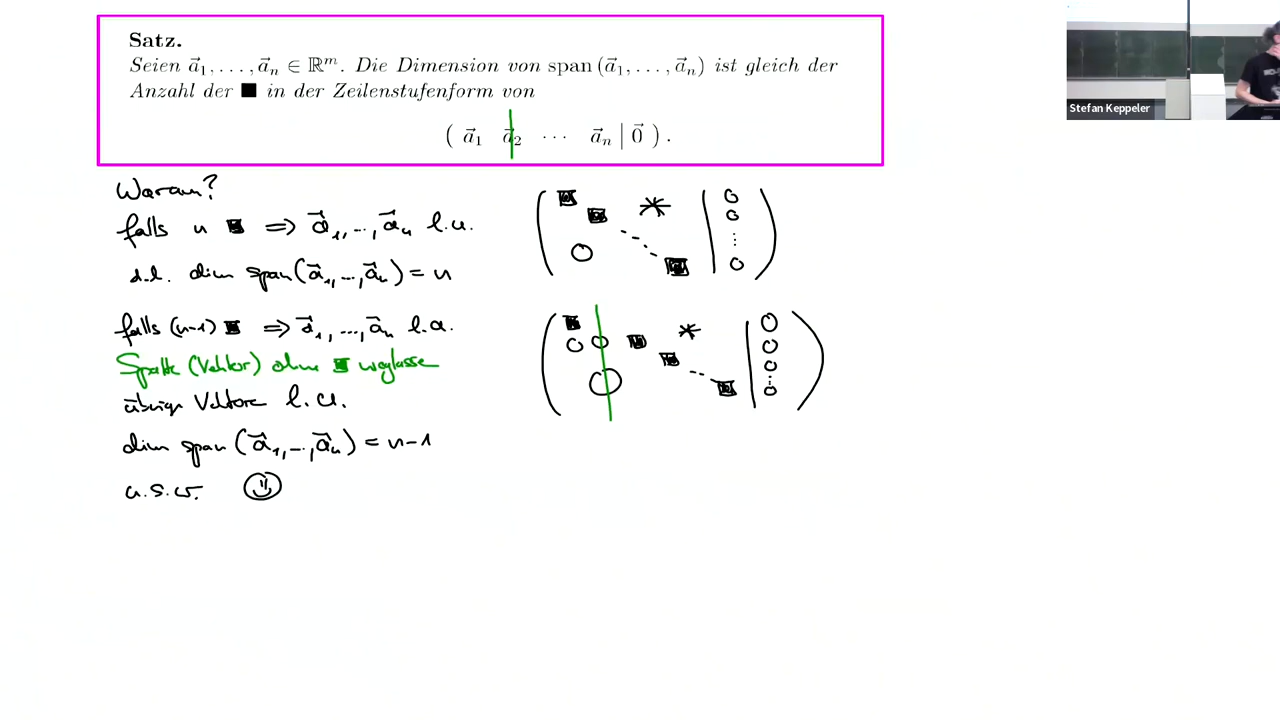 Satz.
Seien a⃗₁, . . . , a⃗ₙ ∈ ℝᵐ. Die Dimension von span (a⃗₁, . . . , a⃗ₙ) ist gleich der
Anzahl der ■ in der Zeilenstufenform von
( a⃗₁ a⃗₂ ··· a⃗ₙ | 0⃗ ) .
Warum?
falls n ■ ⇒ a⃗₁, ..., a⃗ₙ l.u.
d.h. dim span(a⃗₁, ..., a⃗ₙ) = n
falls (n-1) ■ ⇒ a⃗₁, ..., a⃗ₙ l.a.
Spalte (Vektor) ohne ■ weglasse
übrige Vektore l.u.
dim span (a⃗₁, ..., a⃗ₙ) = n-1
u.s.w.
Stefan Keppeler